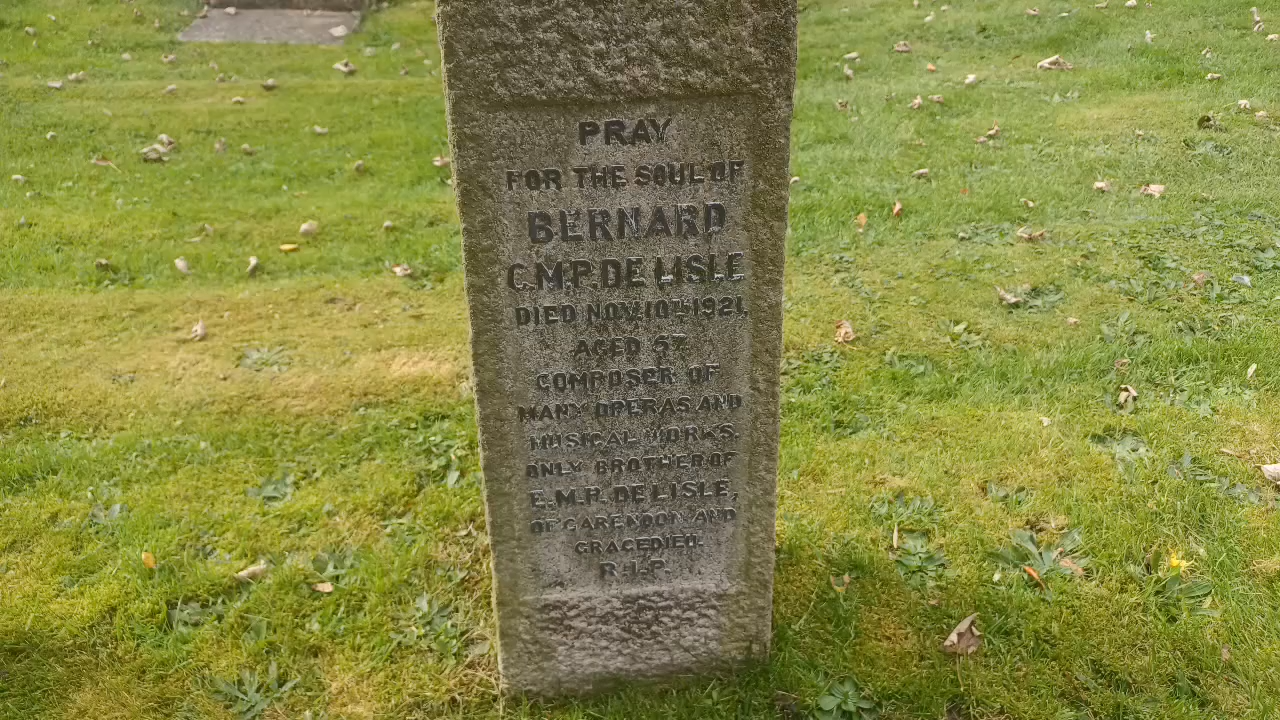 PRAY
FOR THE SOUL OF
BERNARD
C.M.P. DE LISLE
DIED NOV. 10TH 1921,
AGED 57.
COMPOSER OF
MANY OPERAS AND
MUSICAL WORKS.
ONLY BROTHER OF
E.M.P. DE LISLE,
OF GARENDON AND
GRACEDIEU.
R.I.P.